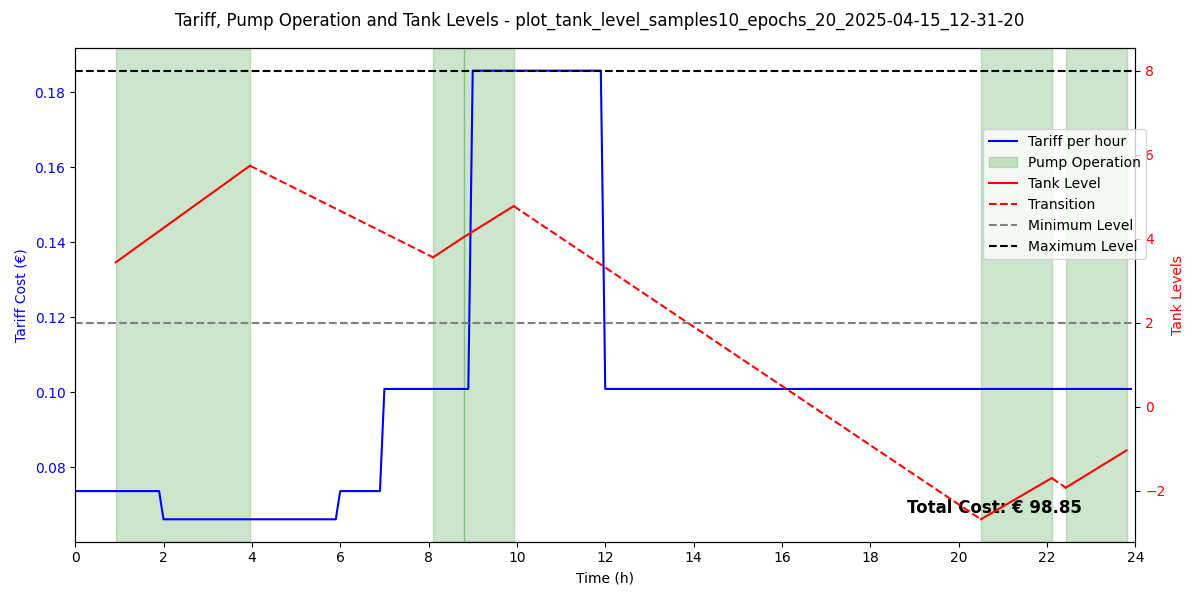 Tariff, Pump Operation and Tank Levels - plot_tank_level_samples10_epochs_20_2025-04-15_12-31-20
Tariff Cost (€)
0.18
0.16
0.14
0.12
0.10
0.08
8
6
4
2
0
−2
Tank Levels
Tariff per hour
Pump Operation
Tank Level
Transition
Minimum Level
Maximum Level
Total Cost: € 98.85
0 2 4 6 8 10 12 14 16 18 20 22 24
Time (h)